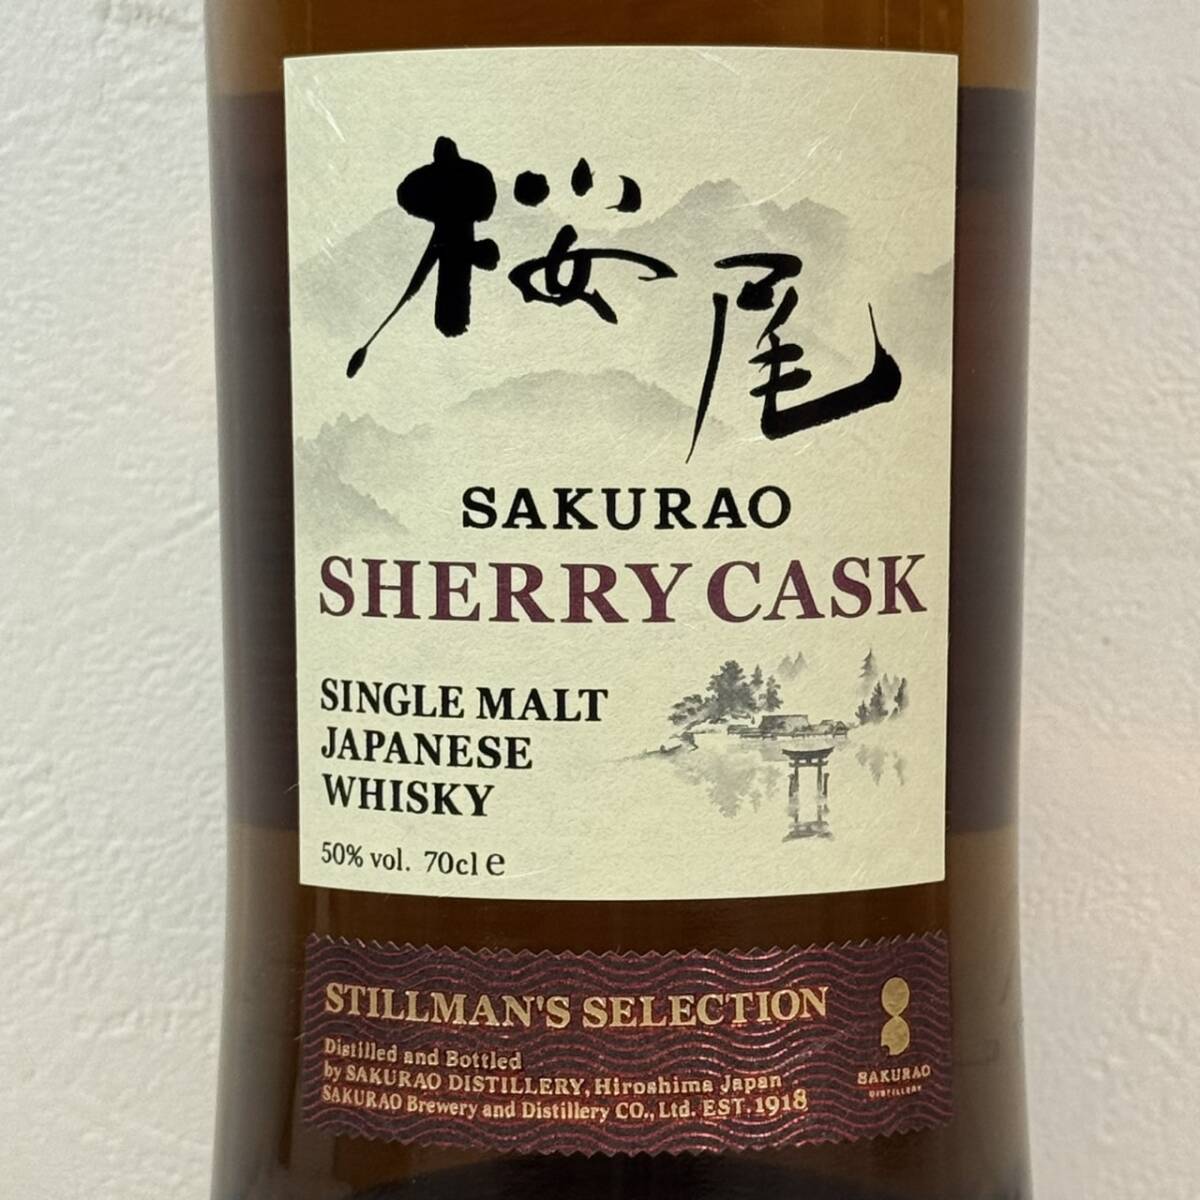 桜尾
SAKURAO
SHERRY CASK
SINGLE MALT
JAPANESE
WHISKY
50% vol. 70cl e
STILLMAN'S SELECTION
Distilled and Bottled
by SAKURAO DISTILLERY, Hiroshima Japan
SAKURAO Brewery and Distillery CO., Ltd. EST. 1918
SAKURAO
DISTILLERY